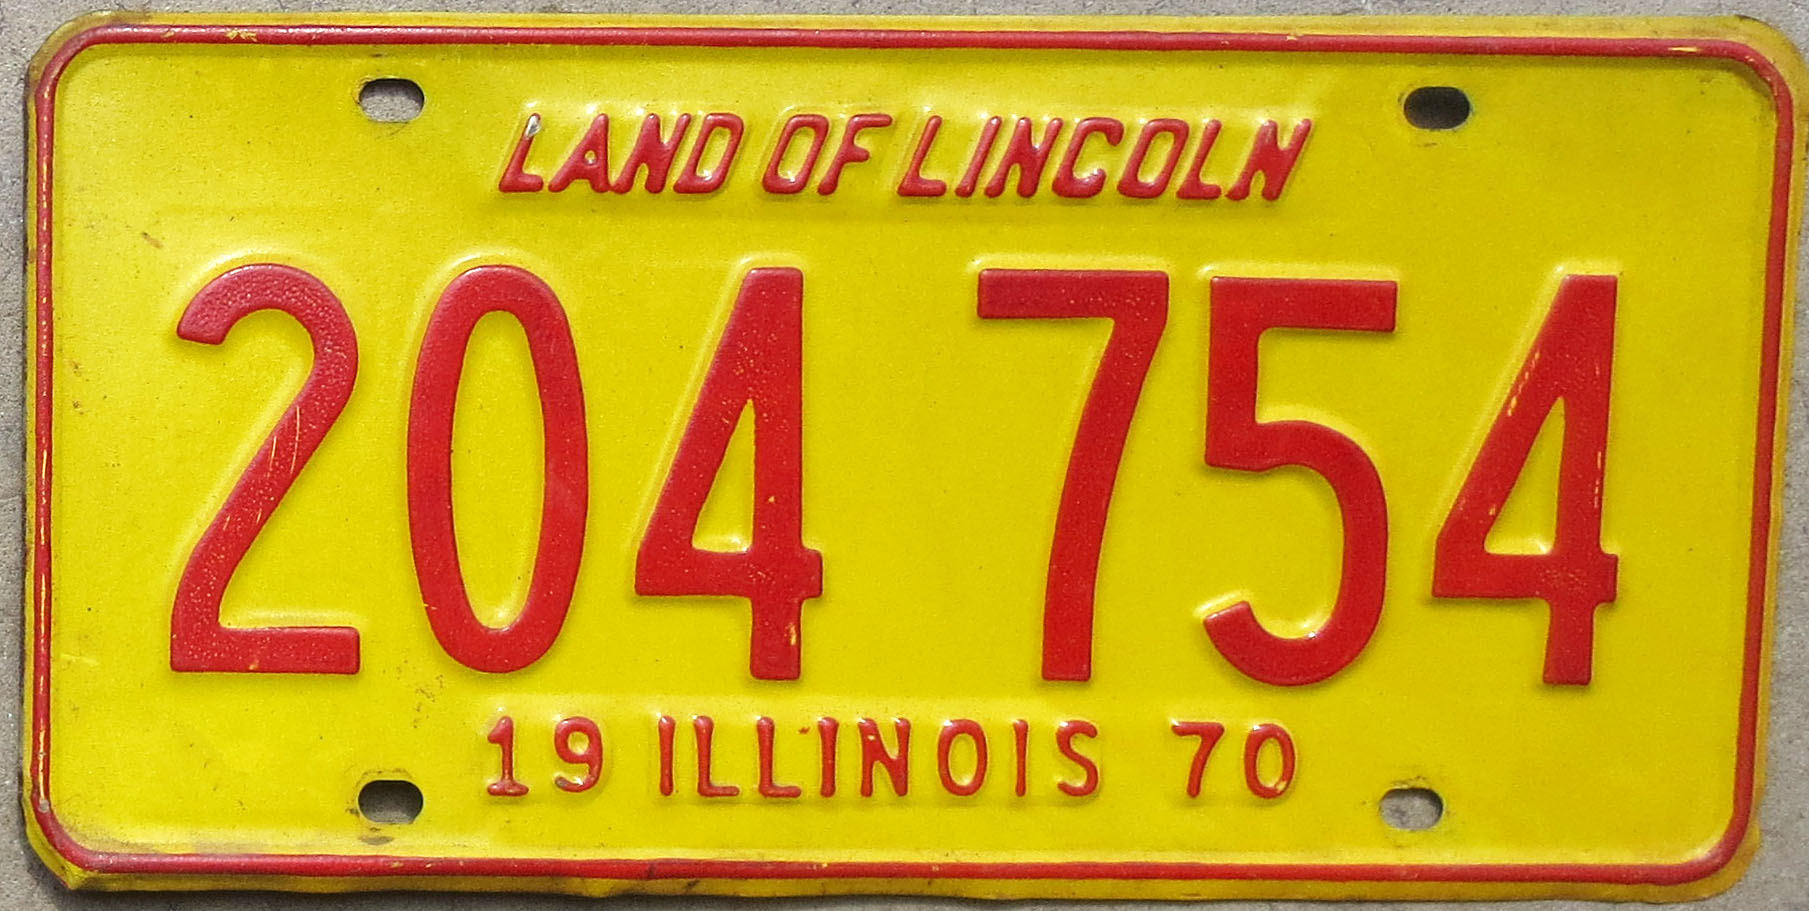 LAND OF LINCOLN
204 754
19 ILLINOIS 70